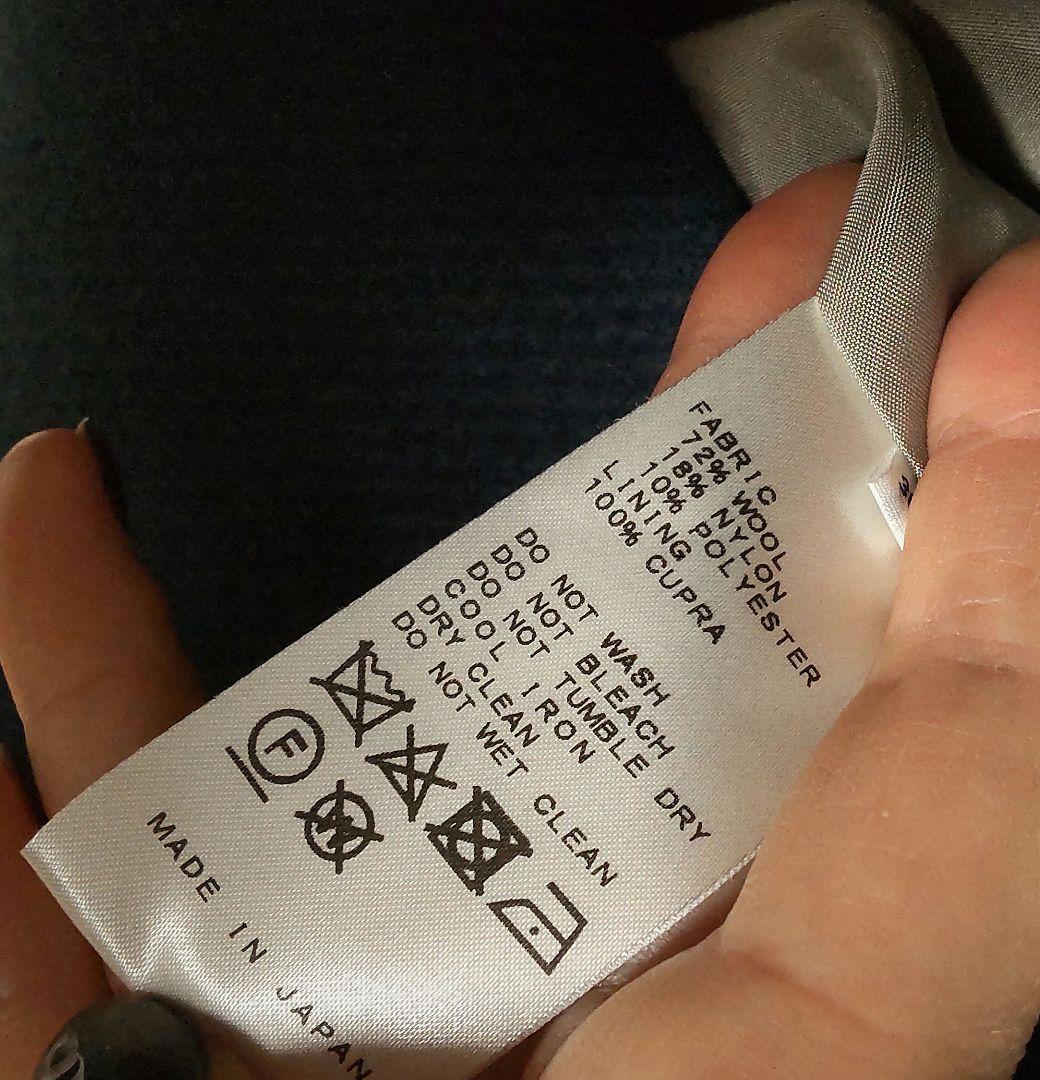 FABRIC
72% WOOL
18% NYLON
10% POLYESTER
LINING
100% CUPRA
DO NOT WASH
DO NOT BLEACH
DO NOT TUMBLE DRY
COOL IRON
DRY CLEAN
DO NOT WET CLEAN
F
W
MADE IN JAPAN